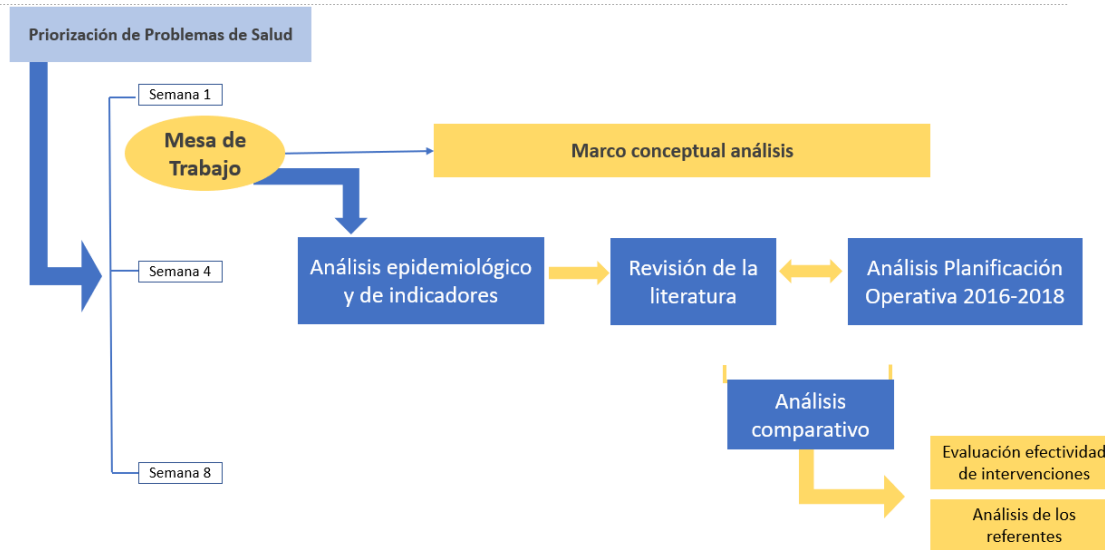 Priorización de Problemas de Salud
Semana 1
Mesa de
Trabajo
Marco conceptual análisis
Semana 4
Análisis epidemiológico
y de indicadores
Revisión de la
literatura
Análisis Planificación
Operativa 2016-2018
Análisis
comparativo
Semana 8
Evaluación efectividad
de intervenciones
Análisis de los
referentes